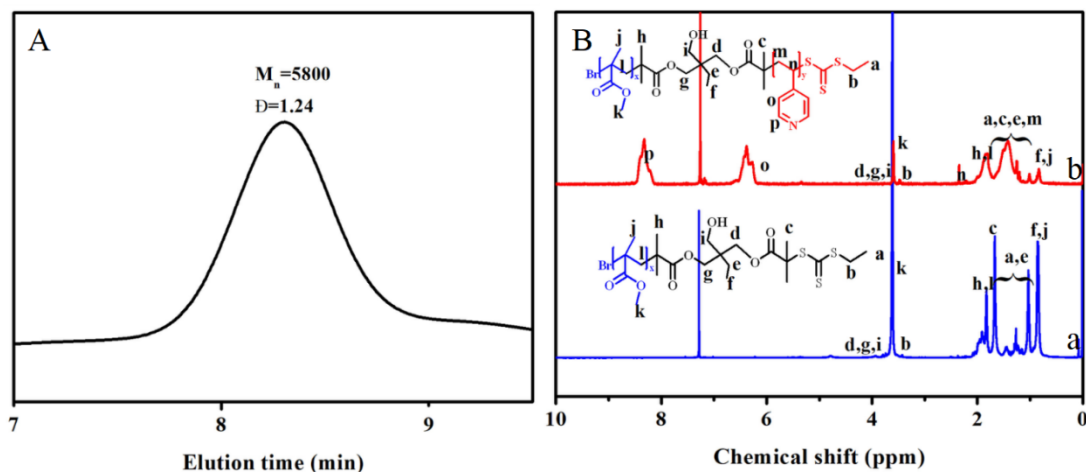 A
M n =5800
Đ=1.24
7
8
9
Elution time (min)
B
OH
j
h
i
d
c
m
a
Br
l
x
O
O
e
g
f
O
O
n
y
S
S
S
b
O
O
k
o
p
N
a,c,e,m
k
h,l
f,j
p
o
d,g,i
b
n
b
OH
j
h
i
d
c
Br
l
x
O
O
e
g
f
O
O
S
S
S
a
b
O
O
k
c
f,j
k
a,e
h,l
d,g,i
b
a
10
8
6
4
2
0
Chemical shift (ppm)